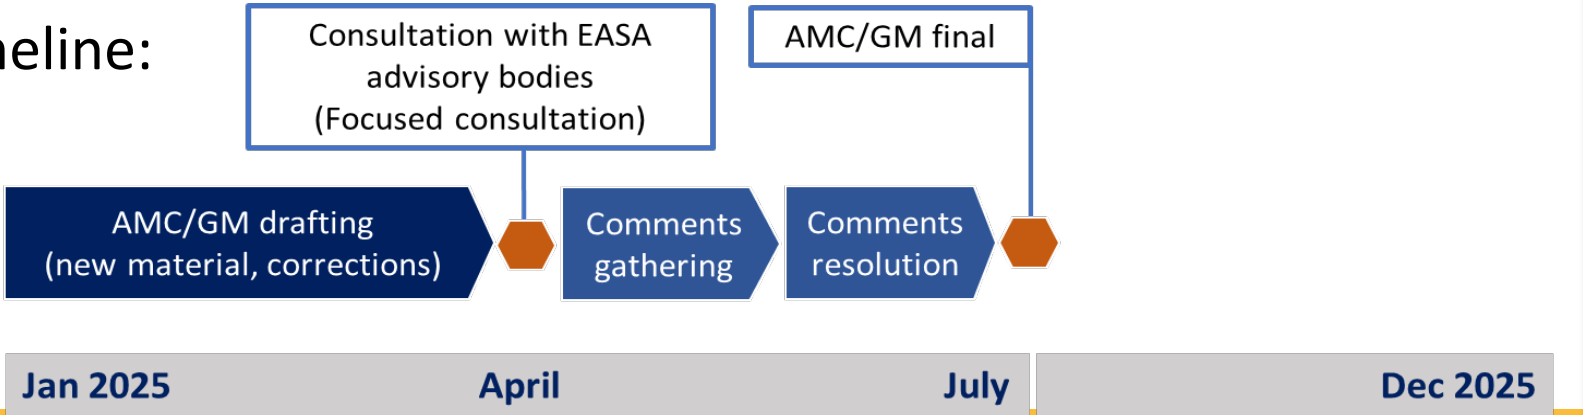 neline:
Consultation with EASA
advisory bodies
(Focused consultation)
AMC/GM final
AMC/GM drafting
(new material, corrections)
Comments
gathering
Comments
resolution
Jan 2025
April
July
Dec 2025